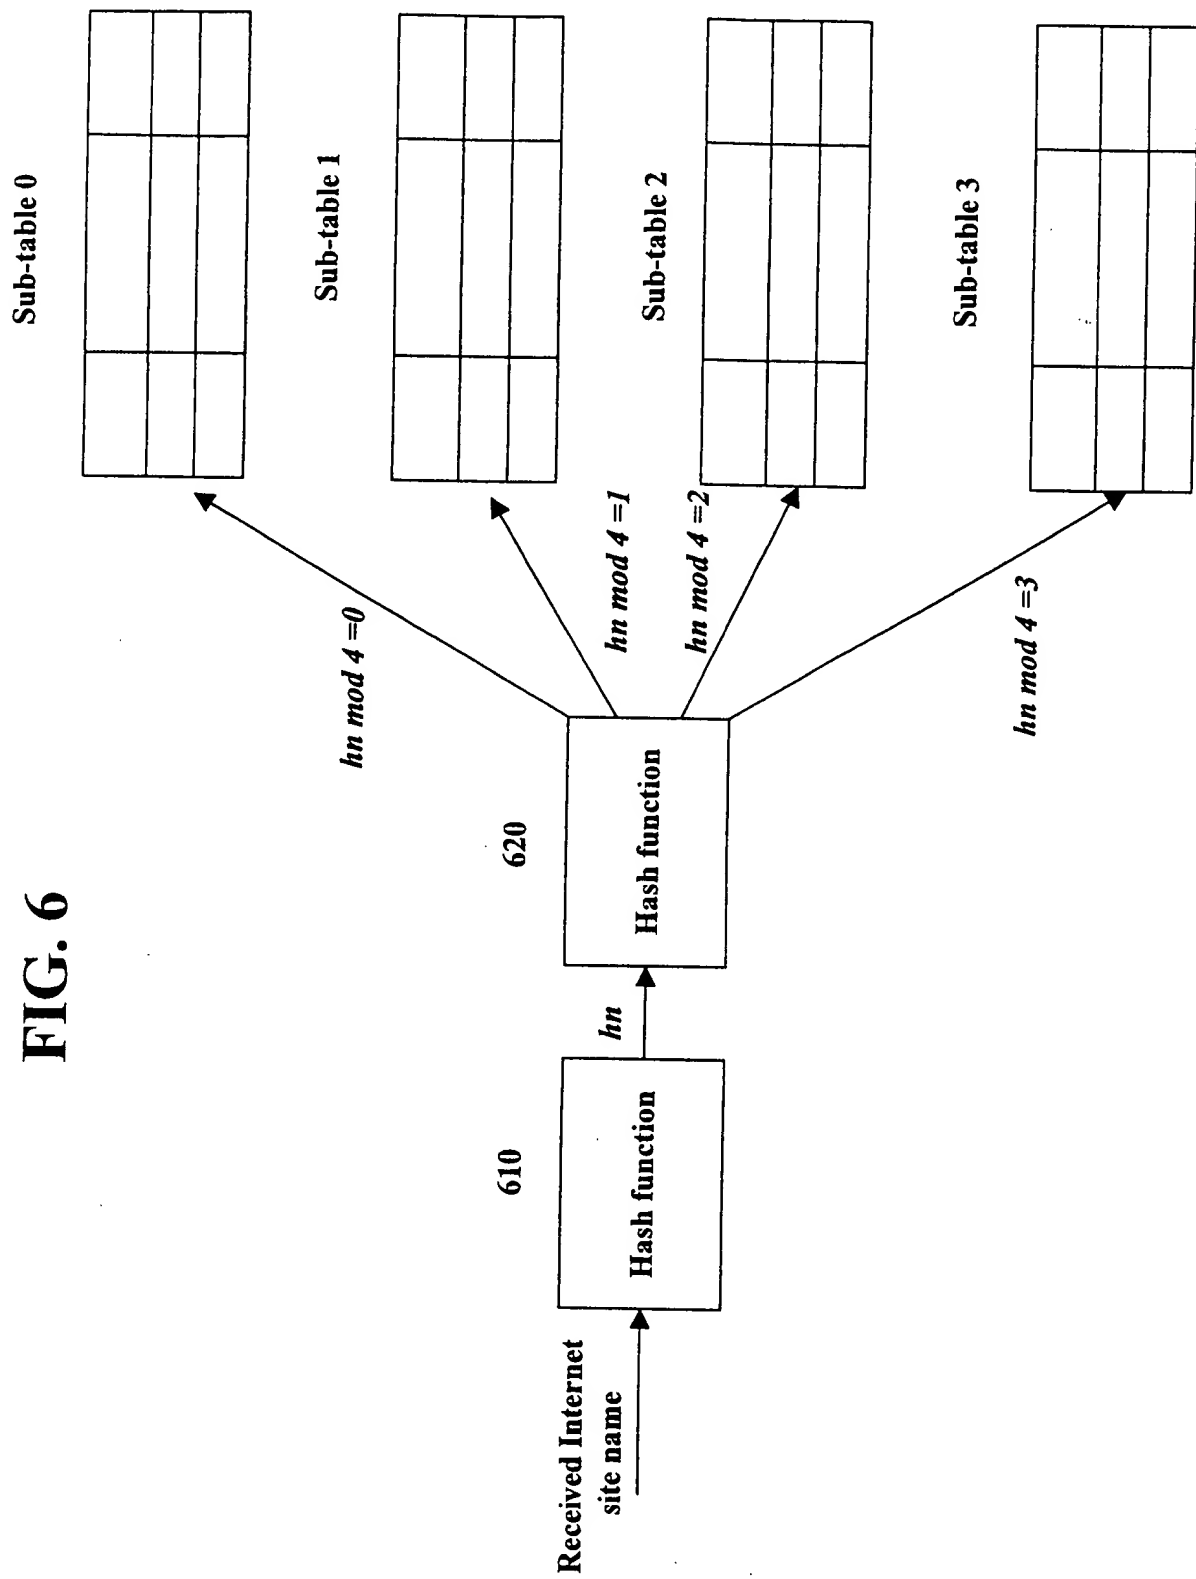 FIG. 6
Received Internet
site name
610
Hash function
hn
620
Hash function
hn mod 4 =0
hn mod 4 =1
hn mod 4 =2
hn mod 4 =3
Sub-table 0
Sub-table 1
Sub-table 2
Sub-table 3